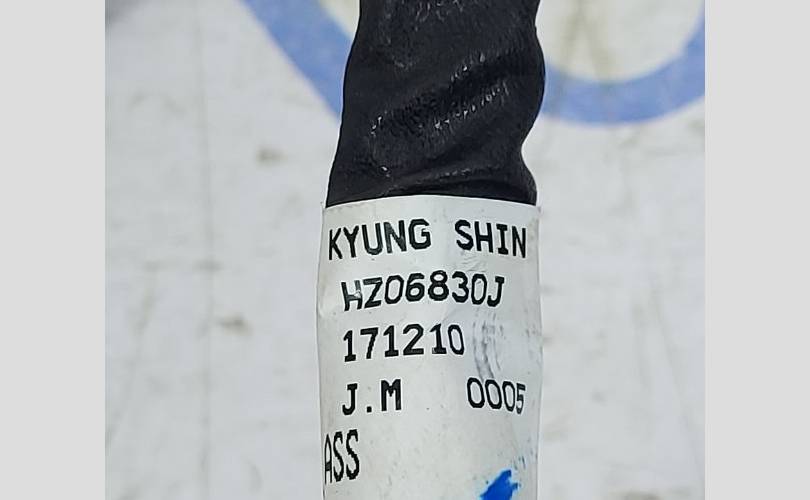 KYUNG SHIN
HZ06830J
171210
J.M 0005
ASS